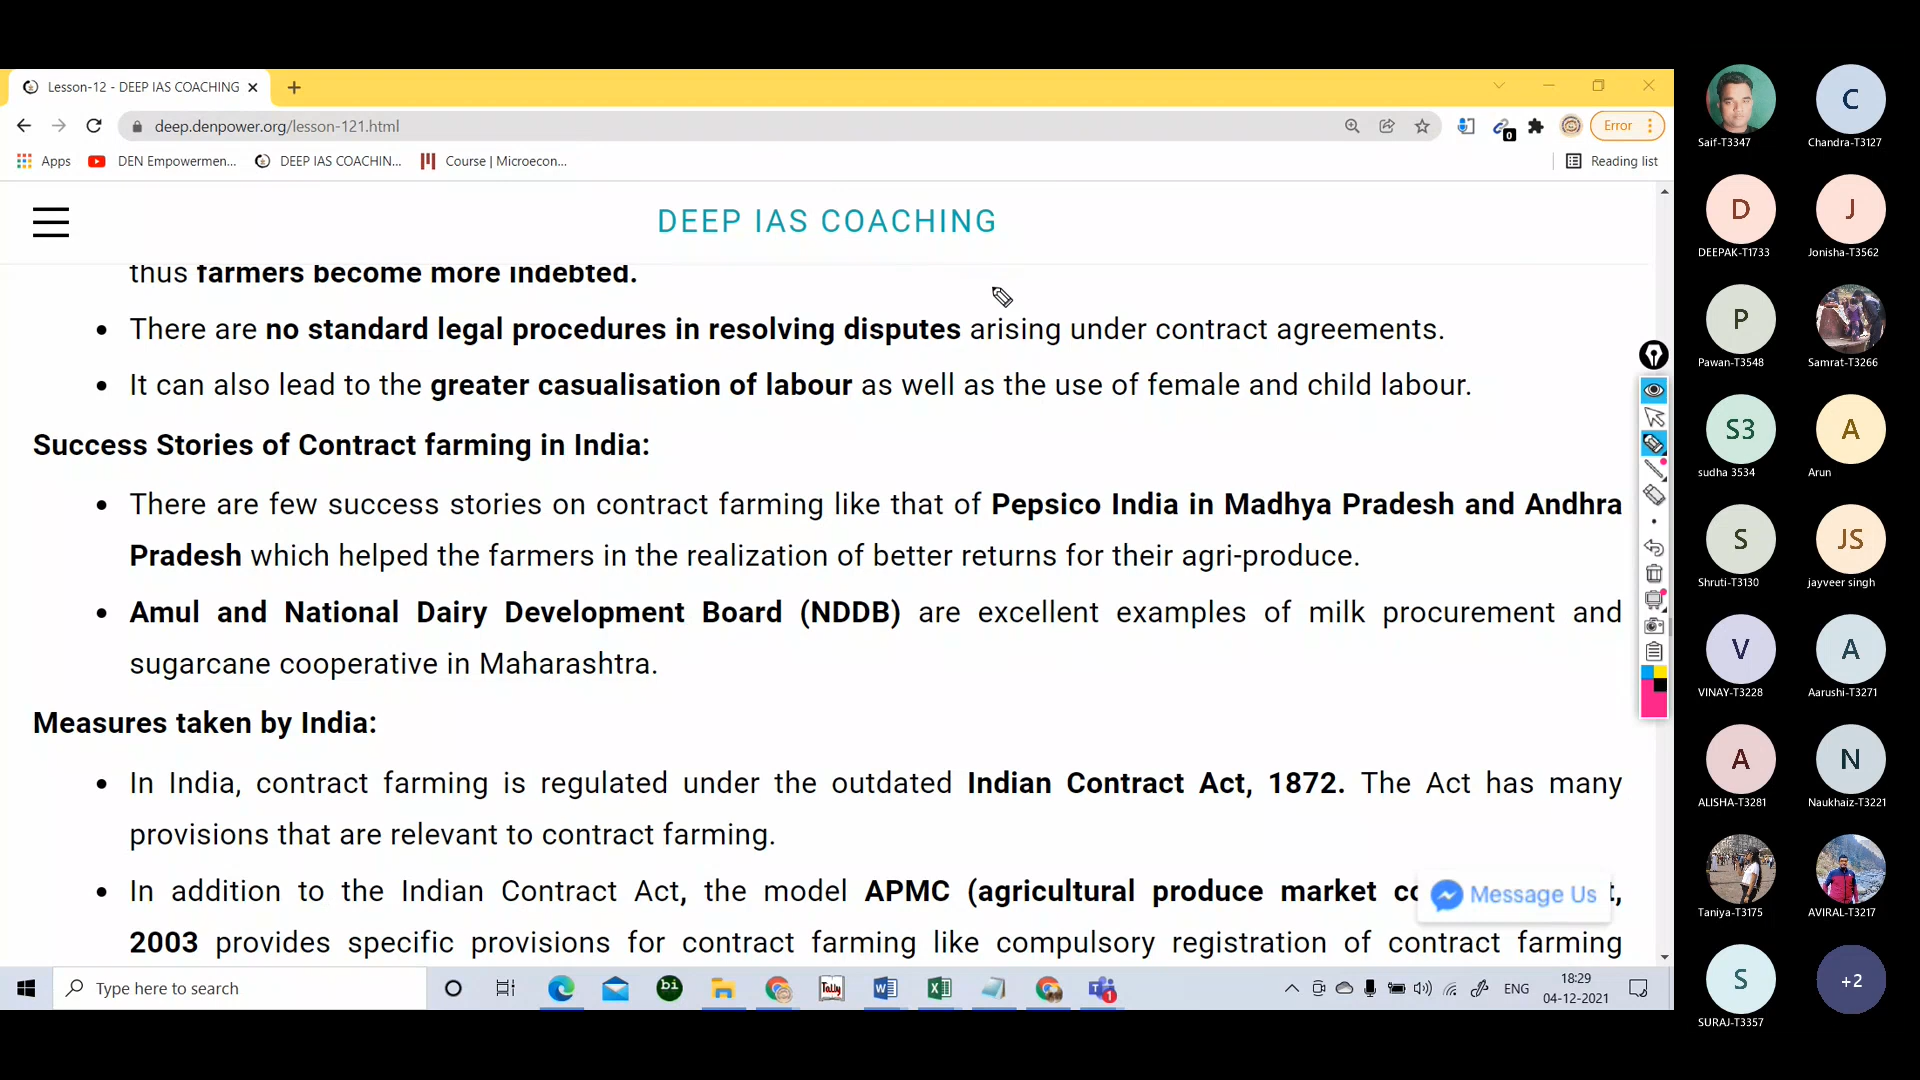 Lesson-12 - DEEP IAS COACHING
deep.denpower.org/lesson-121.html
0
Error
Apps
DEN Empowermen...
DEEP IAS COACHIN...
Course | Microecon...
Reading list
DEEP IAS COACHING
thus farmers become more indebted.
There are no standard legal procedures in resolving disputes arising under contract agreements.
It can also lead to the greater casualisation of labour as well as the use of female and child labour.
Success Stories of Contract farming in India:
There are few success stories on contract farming like that of Pepsico India in Madhya Pradesh and Andhra
Pradesh which helped the farmers in the realization of better returns for their agri-produce.
Amul and National Dairy Development Board (NDDB) are excellent examples of milk procurement and
sugarcane cooperative in Maharashtra.
Measures taken by India:
In India, contract farming is regulated under the outdated Indian Contract Act, 1872. The Act has many
provisions that are relevant to contract farming.
In addition to the Indian Contract Act, the model APMC (agricultural produce market
Message Us
2003 provides specific provisions for contract farming like compulsory registration of contract farming
Type here to search
bi
Tally
1
ENG
18:29
04-12-2021
Saif-T3347
C
Chandra-T3127
D
DEEPAK-T1733
J
Jonisha-T3562
P
Pawan-T3548
Samrat-T3266
S3
sudha 3534
A
Arun
S
Shruti-T3130
JS
jayveer singh
V
VINAY-T3228
A
Aarushi-T3271
A
ALISHA-T3281
N
Naukhaiz-T3221
Taniya-T3175
AVIRAL-T3217
S
SURAJ-T3357
+2